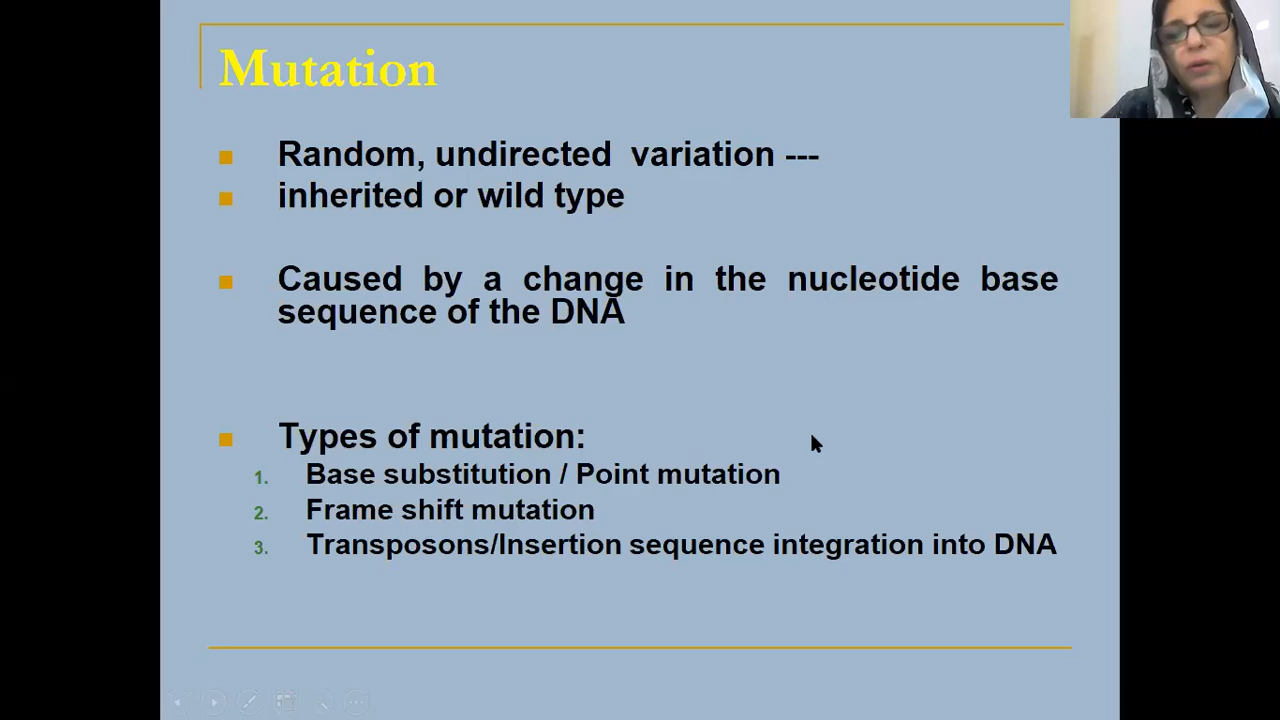 Mutation
Random, undirected variation ---
inherited or wild type
Caused by a change in the nucleotide base
sequence of the DNA
Types of mutation:
1. Base substitution / Point mutation
2. Frame shift mutation
3. Transposons/Insertion sequence integration into DNA